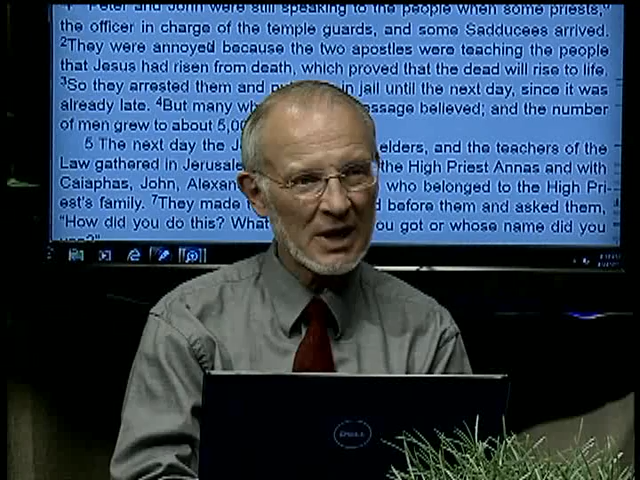 4 Peter and John were still speaking to the people when some priests,
the officer in charge of the temple guards, and some Sadducees arrived.
²They were annoyed because the two apostles were teaching the people
that Jesus had risen from death, which proved that the dead will rise to life.
³So they arrested them and in jail until the next day, since it was
already late. ⁴But many message believed; and the number
of men grew to about 5,00
5 The next day the elders, and the teachers of the
Law gathered in Jerusale the High Priest Annas and with
Caiaphas, John, Alexan who belonged to the High Pri-
est's family. ⁷They made before them and asked them,
"How did you do this? What you got or whose name did you
use?"
DELL